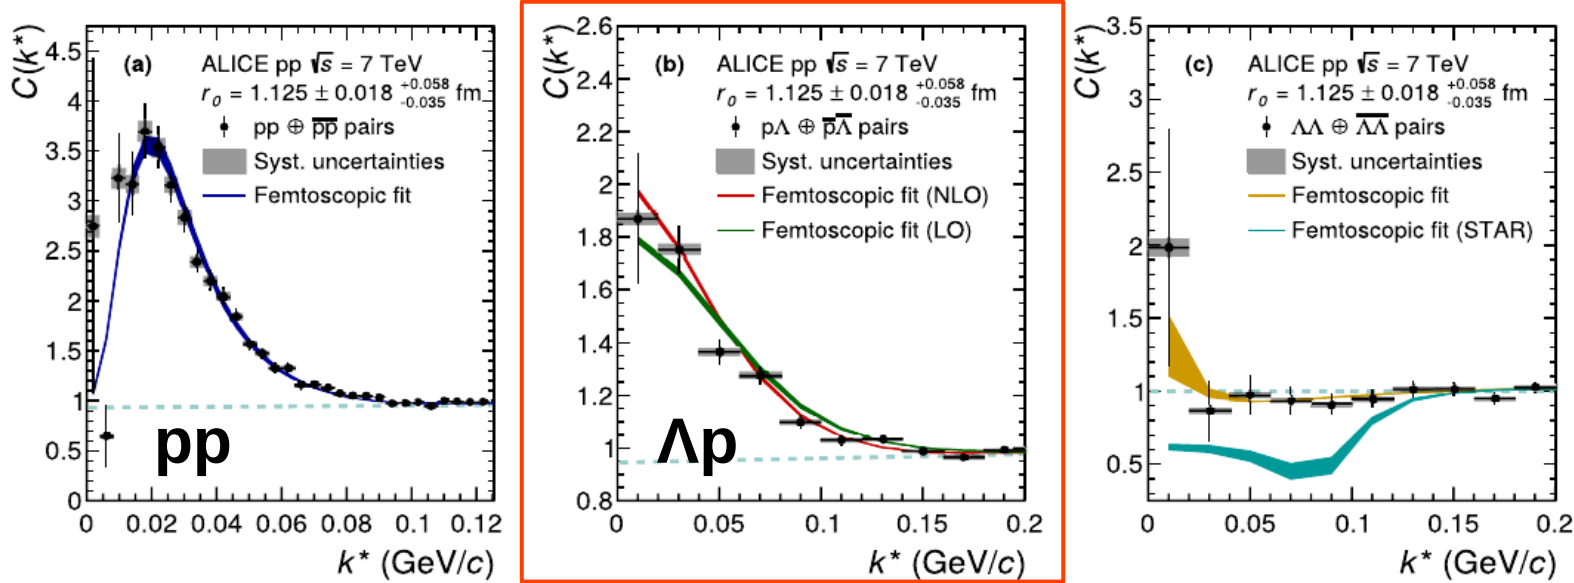 C(k*)
4.5
4
3.5
3
2.5
2
1.5
1
0.5
0
(a)
ALICE pp √s = 7 TeV
r₀ = 1.125 ± 0.018 +0.058 -0.035 fm
pp ⊕ p̅p̅ pairs
Syst. uncertainties
Femtoscopic fit
pp
0 0.02 0.04 0.06 0.08 0.1 0.12
k* (GeV/c)
C(k*)
2.6
2.4
2.2
2
1.8
1.6
1.4
1.2
1
0.8
(b)
ALICE pp √s = 7 TeV
r₀ = 1.125 ± 0.018 +0.058 -0.035 fm
pΛ ⊕ p̅Λ̅ pairs
Syst. uncertainties
Femtoscopic fit (NLO)
Femtoscopic fit (LO)
Λp
0 0.05 0.1 0.15 0.2
k* (GeV/c)
C(k*)
3.5
3
2.5
2
1.5
1
0.5
(c)
ALICE pp √s = 7 TeV
r₀ = 1.125 ± 0.018 +0.058 -0.035 fm
ΛΛ ⊕ Λ̅Λ̅ pairs
Syst. uncertainties
Femtoscopic fit
Femtoscopic fit (STAR)
0 0.05 0.1 0.15 0.2
k* (GeV/c)